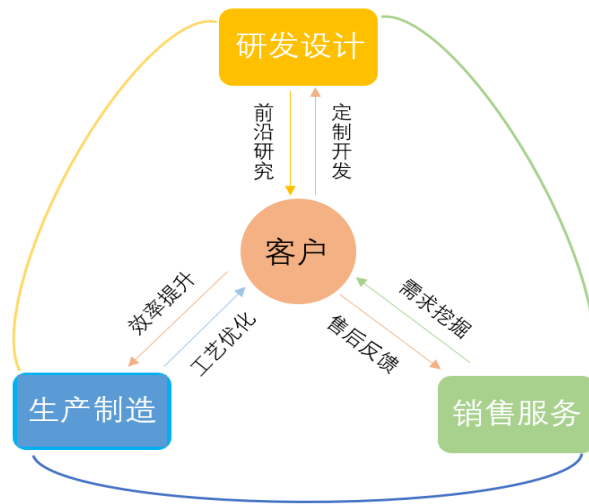 研发设计
前沿研究
定制开发
客户
效率提升
工艺优化
需求挖掘
售后反馈
生产制造
销售服务